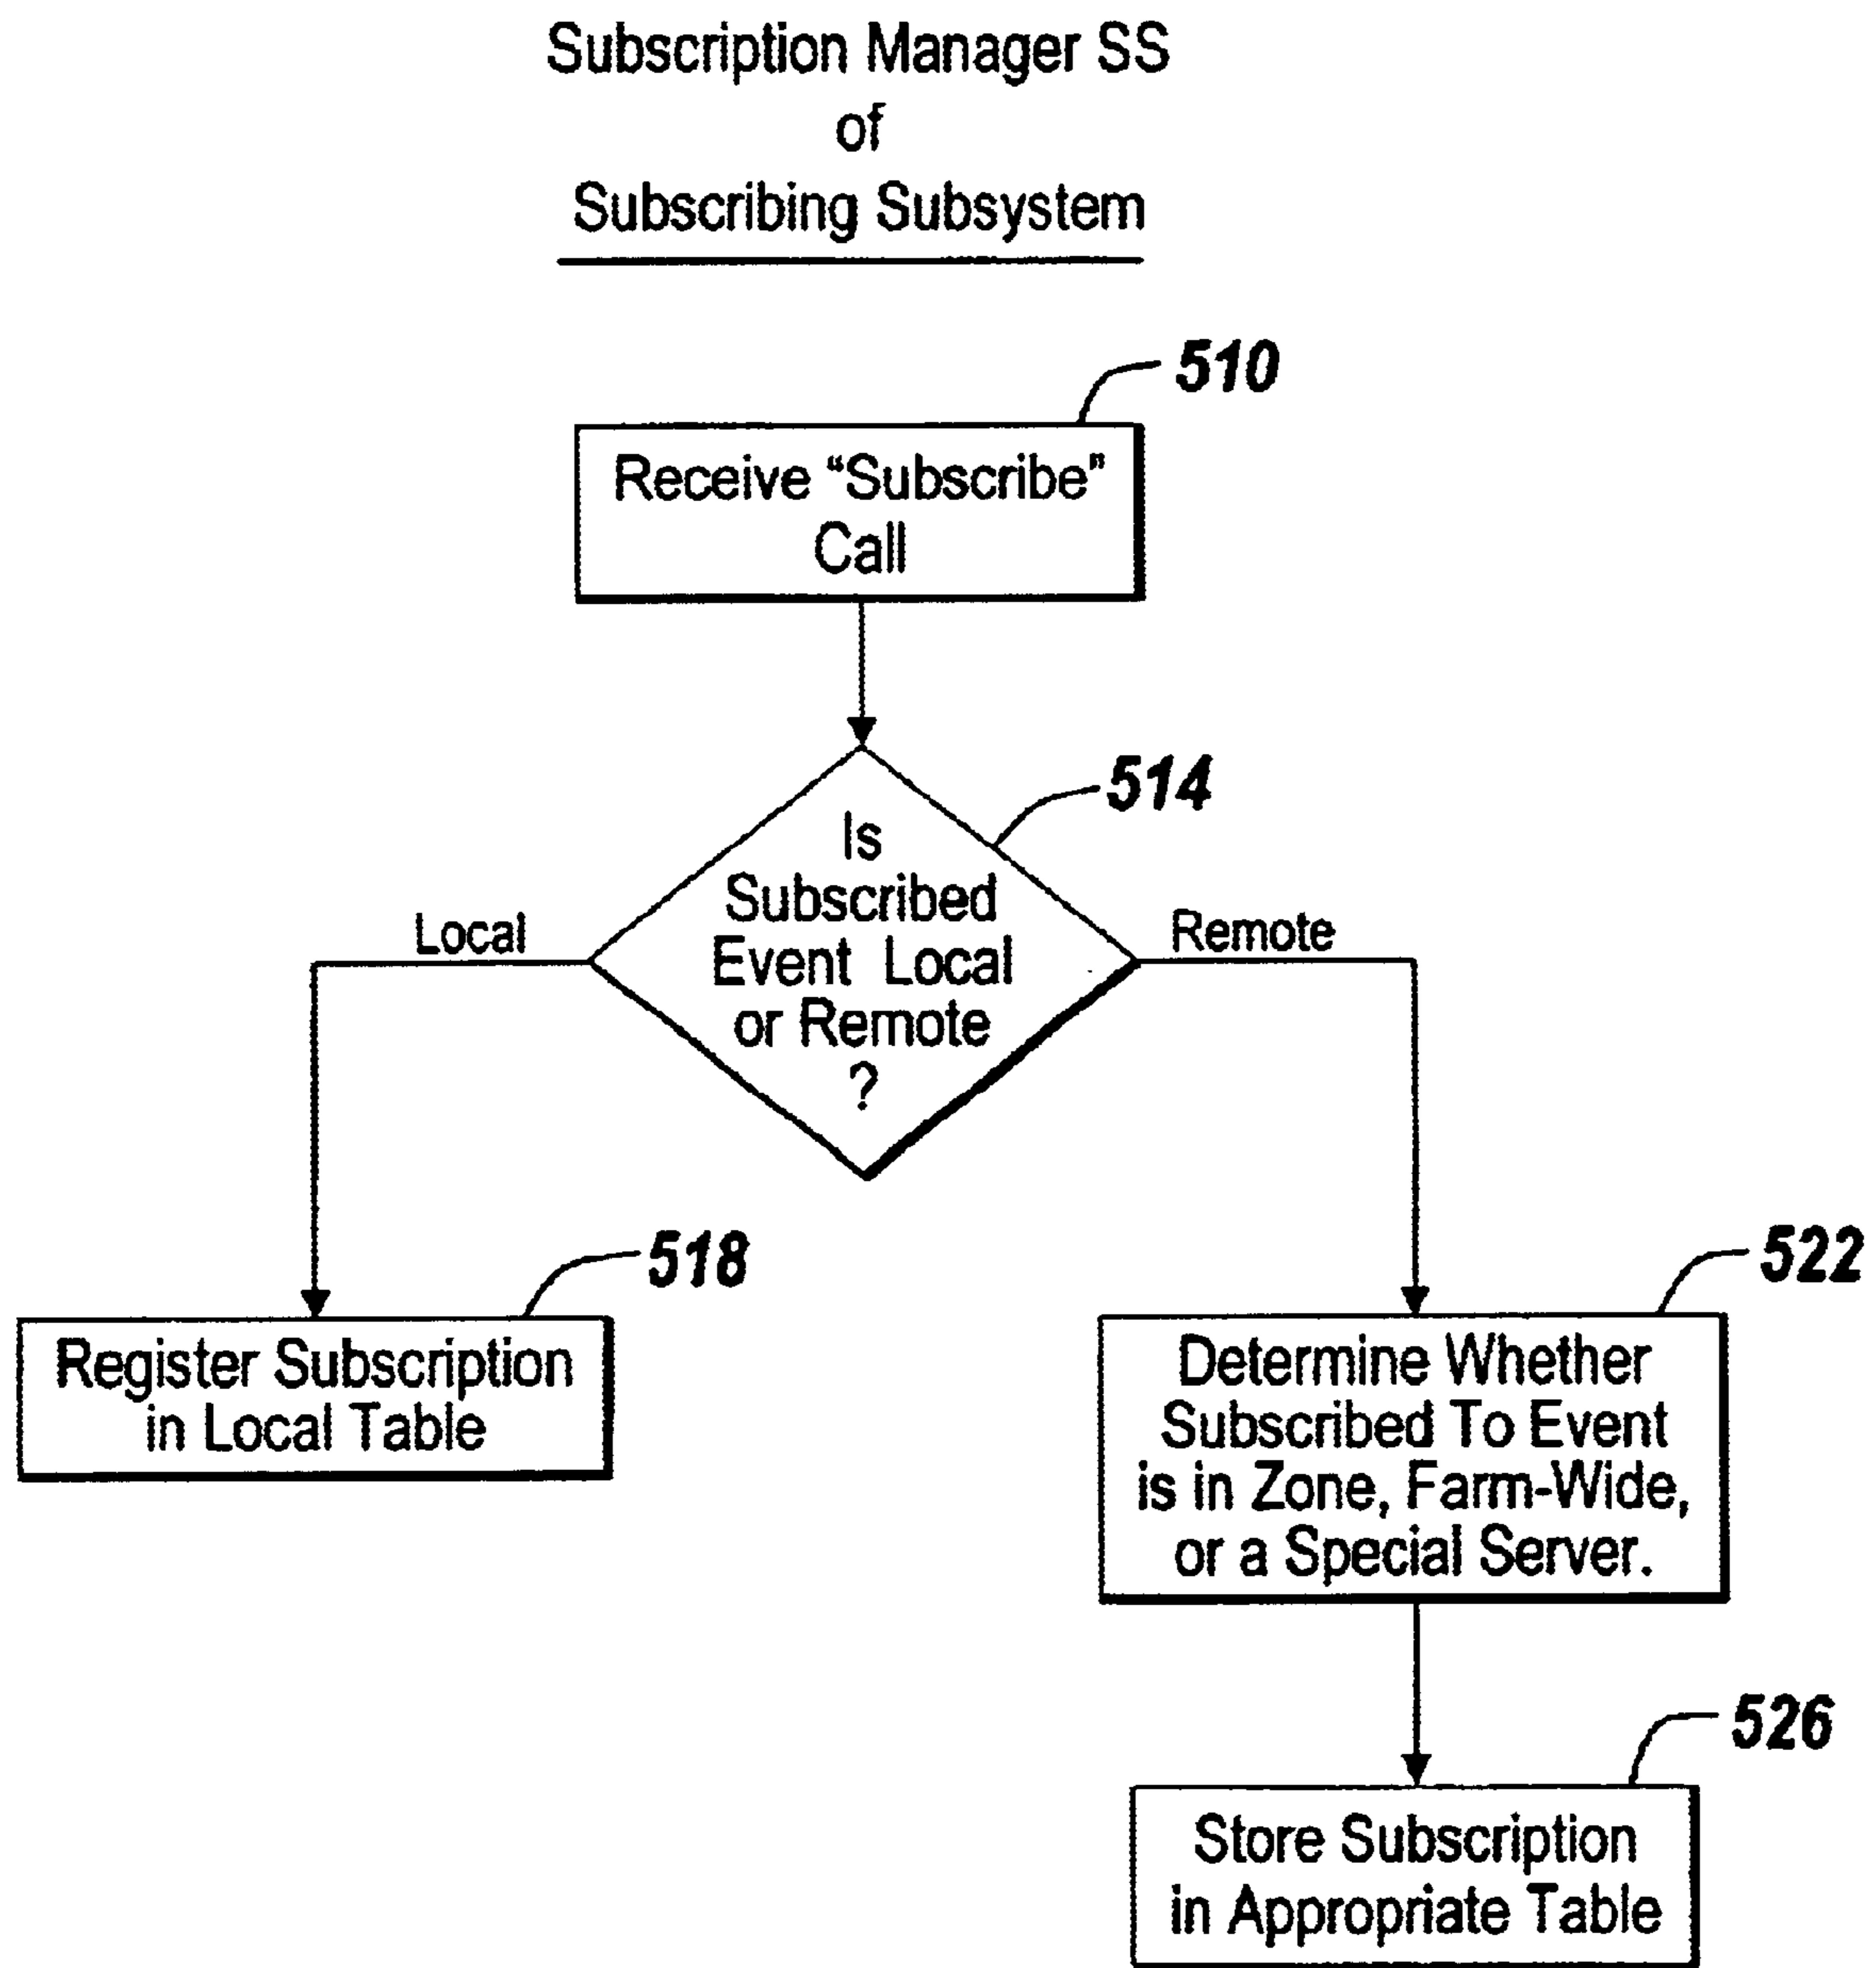 Subscription Manager SS
of
Subscribing Subsystem
510
Receive “Subscribe”
Call
514
Is
Subscribed
Event Local
or Remote
?
Local
Remote
518
Register Subscription
in Local Table
522
Determine Whether
Subscribed To Event
is in Zone, Farm-Wide,
or a Special Server.
526
Store Subscription
in Appropriate Table